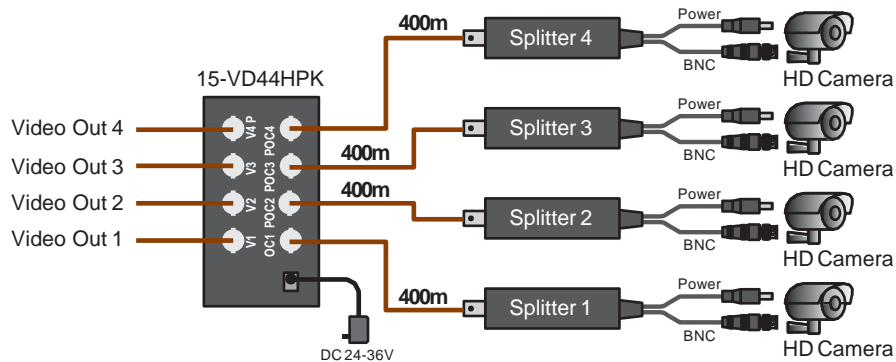 400m
Splitter 4
Power
BNC
HD Camera
15-VD44HPK
Video Out 4
V4 P
POC4
400m
Splitter 3
Power
BNC
HD Camera
Video Out 3
V3
POC3
400m
Splitter 2
Power
BNC
HD Camera
Video Out 2
V2
POC2
Video Out 1
V1
OC1
400m
Splitter 1
Power
BNC
HD Camera
DC 24-36V